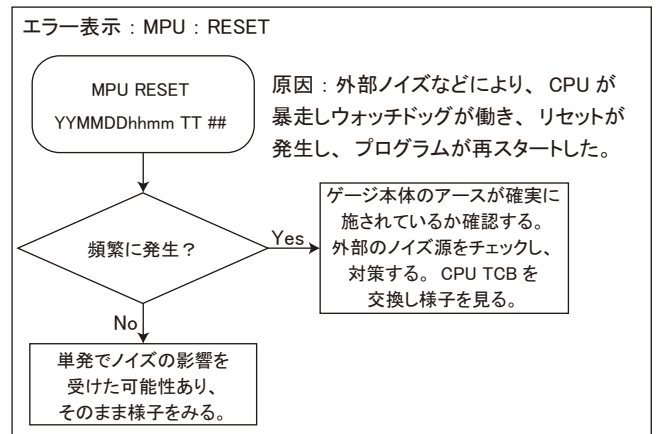 エラー表示：MPU：RESET
MPU RESET
YYMMDDhhmm TT ##
原因：外部ノイズなどにより、CPU が
暴走しウォッチドッグが働き、リセットが
発生し、プログラムが再スタートした。
頻繁に発生？
Yes
ゲージ本体のアースが確実に
施されているか確認する。
外部のノイズ源をチェックし、
対策する。CPU TCB を
交換し様子を見る。
No
単発でノイズの影響を
受けた可能性あり、
そのまま様子をみる。